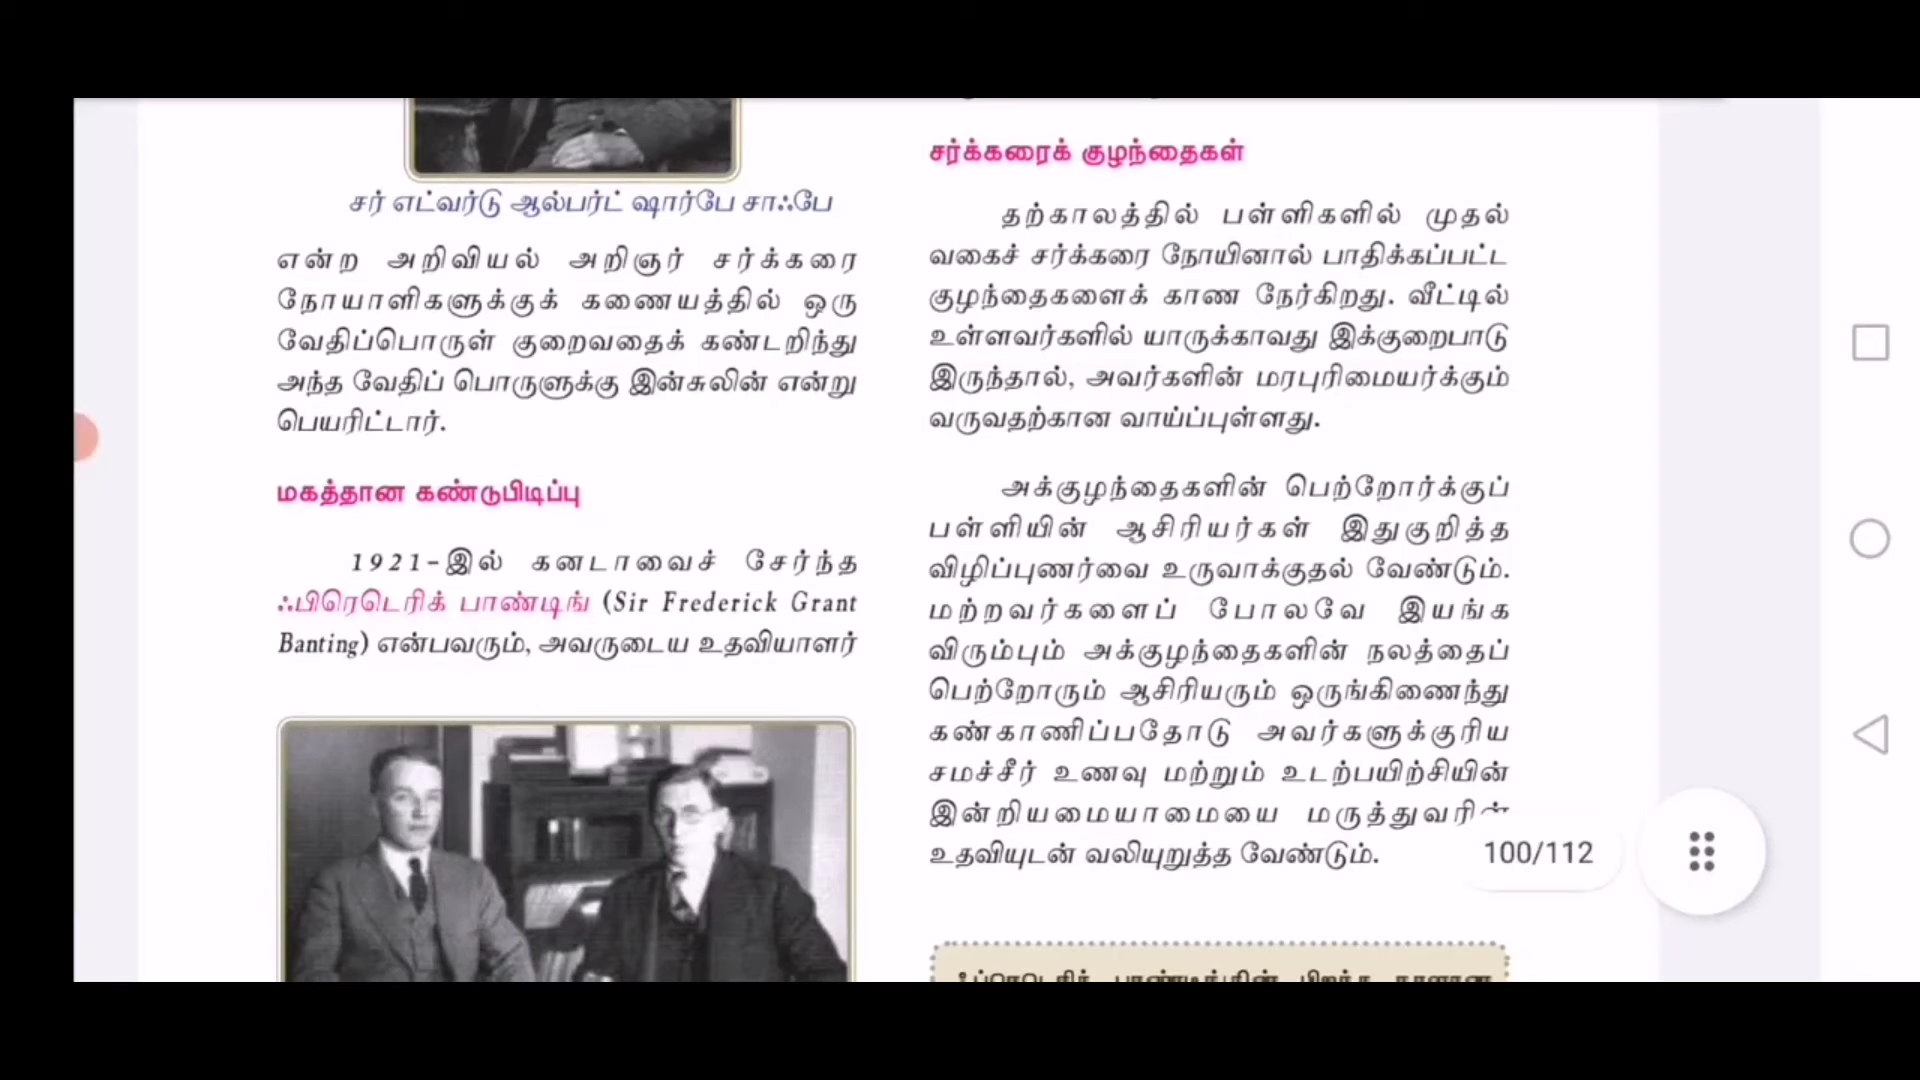 சர் எட்வர்டு ஆல்பர்ட் ஷார்பே சாஃபே
என்ற அறிவியல் அறிஞர் சர்க்கரை
நோயாளிகளுக்குக் கணையத்தில் ஒரு
வேதிப்பொருள் குறைவதைக் கண்டறிந்து
அந்த வேதிப் பொருளுக்கு இன்சுலின் என்று
பெயரிட்டார்.
மகத்தான கண்டுபிடிப்பு
1921-இல் கனடாவைச் சேர்ந்த
ஃபிரெடெரிக் பாண்டிங் (Sir Frederick Grant
Banting) என்பவரும், அவருடைய உதவியாளர்
சர்க்கரைக் குழந்தைகள்
தற்காலத்தில் பள்ளிகளில் முதல்
வகைச் சர்க்கரை நோயினால் பாதிக்கப்பட்ட
குழந்தைகளைக் காண நேர்கிறது. வீட்டில்
உள்ளவர்களில் யாருக்காவது இக்குறைபாடு
இருந்தால், அவர்களின் மரபுரிமையர்க்கும்
வருவதற்கான வாய்ப்புள்ளது.
அக்குழந்தைகளின் பெற்றோர்க்குப்
பள்ளியின் ஆசிரியர்கள் இதுகுறித்த
விழிப்புணர்வை உருவாக்குதல் வேண்டும்.
மற்றவர்களைப் போலவே இயங்க
விரும்பும் அக்குழந்தைகளின் நலத்தைப்
பெற்றோரும் ஆசிரியரும் ஒருங்கிணைந்து
கண்காணிப்பதோடு அவர்களுக்குரிய
சமச்சீர் உணவு மற்றும் உடற்பயிற்சியின்
இன்றியமையாமையை மருத்துவரின்
உதவியுடன் வலியுறுத்த வேண்டும்.
100/112